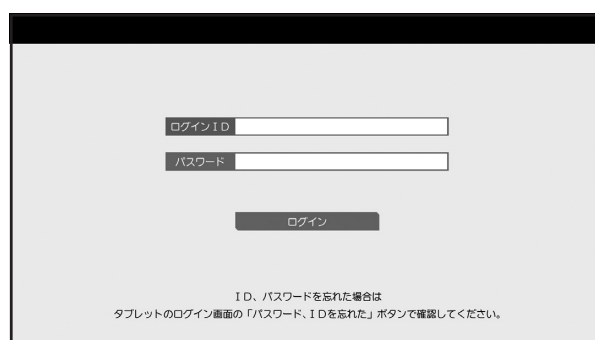 ログインＩＤ
パスワード
ログイン
ＩＤ、パスワードを忘れた場合は
タブレットのログイン画面の「パスワード、ＩＤを忘れた」ボタンで確認してください。